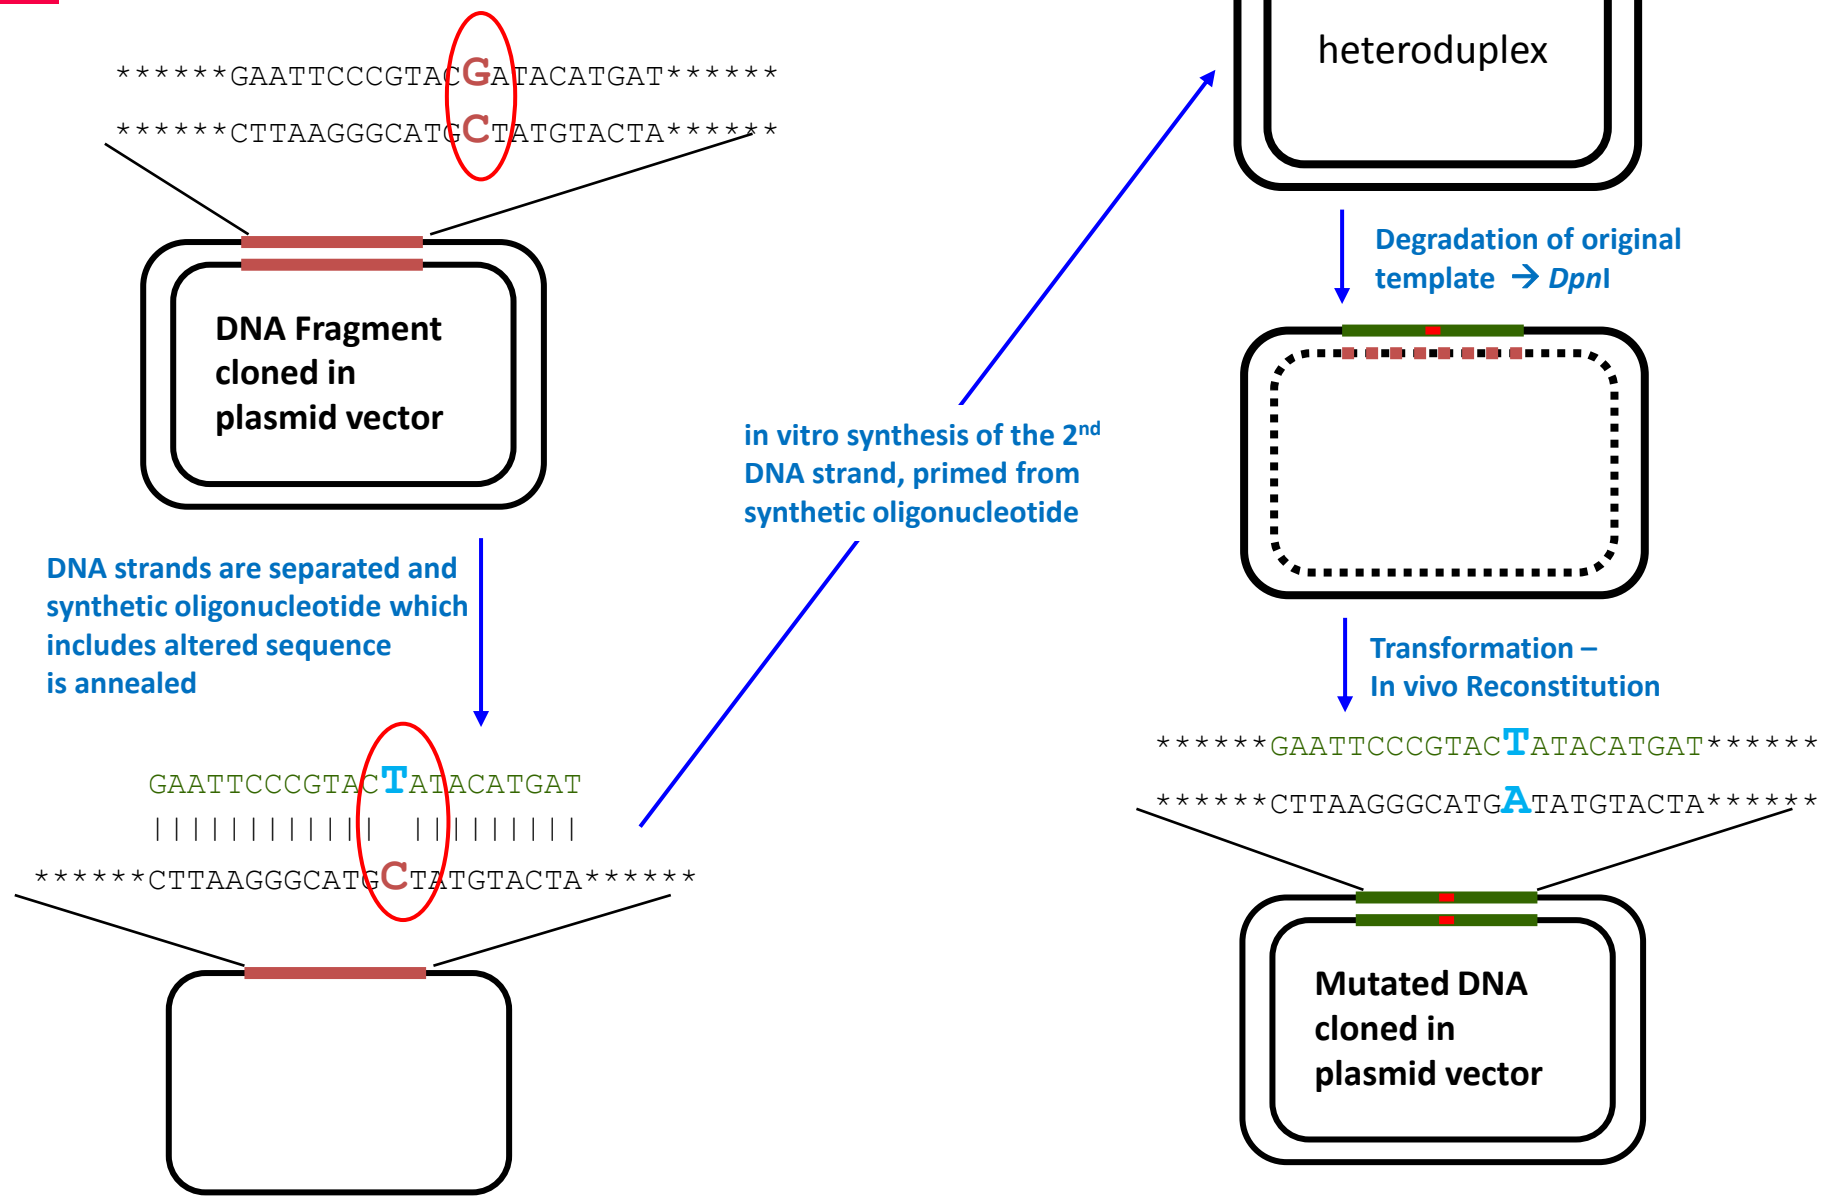 ******GAATTCCCGTACGATACATGAT******
******CTTAAGGGCATGCTATGTACTA******
DNA Fragment
cloned in
plasmid vector
DNA strands are separated and
synthetic oligonucleotide which
includes altered sequence
is annealed
GAATTCCCGTACTATACATGAT
|||||||||||| |||||||||
******CTTAAGGGCATGCTATGTACTA******
in vitro synthesis of the 2nd
DNA strand, primed from
synthetic oligonucleotide
heteroduplex
Degradation of original
template → DpnI
Transformation –
In vivo Reconstitution
******GAATTCCCGTACTATACATGAT******
******CTTAAGGGCATGATATGTACTA******
Mutated DNA
cloned in
plasmid vector